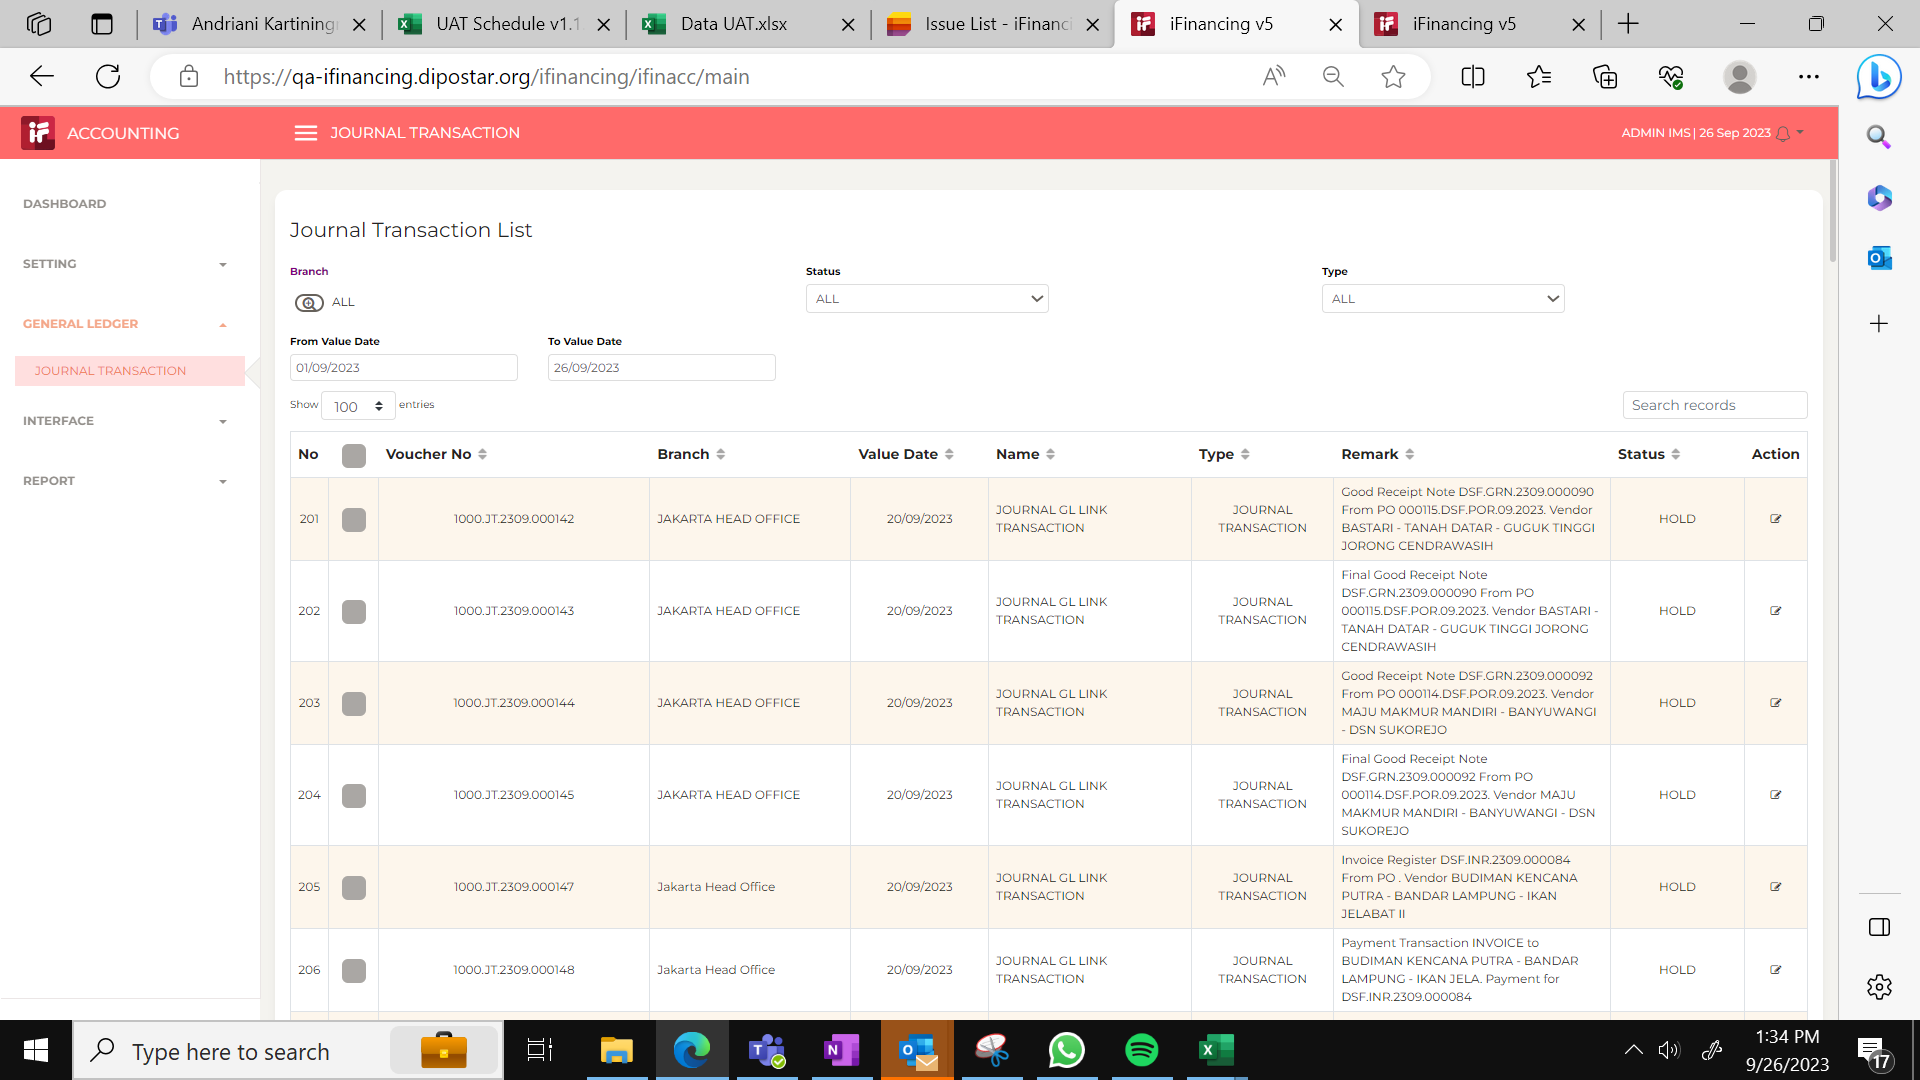 Andriani Kartining
UAT Schedule v1.1
Data UAT.xlsx
Issue List - iFinanci
iFinancing v5
iFinancing v5
https://qa-ifinancing.dipostar.org/ifinancing/ifinacc/main
iF ACCOUNTING
JOURNAL TRANSACTION
ADMIN IMS | 26 Sep 2023
DASHBOARD
SETTING
GENERAL LEDGER
JOURNAL TRANSACTION
INTERFACE
REPORT
Journal Transaction List
Branch
ALL
Status
ALL
Type
ALL
From Value Date
01/09/2023
To Value Date
26/09/2023
Show 100 entries
Search records
No Voucher No Branch Value Date Name Type Remark Status Action
201 1000.JT.2309.000142 JAKARTA HEAD OFFICE 20/09/2023
JOURNAL GL LINK
TRANSACTION
JOURNAL
TRANSACTION
Good Receipt Note DSF.GRN.2309.000090
From PO 000115.DSF.POR.09.2023. Vendor
BASTARI - TANAH DATAR - GUGUK TINGGI
JORONG CENDRAWASIH
HOLD
202 1000.JT.2309.000143 JAKARTA HEAD OFFICE 20/09/2023
JOURNAL GL LINK
TRANSACTION
JOURNAL
TRANSACTION
Final Good Receipt Note
DSF.GRN.2309.000090 From PO
000115.DSF.POR.09.2023. Vendor BASTARI -
TANAH DATAR - GUGUK TINGGI JORONG
CENDRAWASIH
HOLD
203 1000.JT.2309.000144 JAKARTA HEAD OFFICE 20/09/2023
JOURNAL GL LINK
TRANSACTION
JOURNAL
TRANSACTION
Good Receipt Note DSF.GRN.2309.000092
From PO 000114.DSF.POR.09.2023. Vendor
MAJU MAKMUR MANDIRI - BANYUWANGI
- DSN SUKOREJO
HOLD
204 1000.JT.2309.000145 JAKARTA HEAD OFFICE 20/09/2023
JOURNAL GL LINK
TRANSACTION
JOURNAL
TRANSACTION
Final Good Receipt Note
DSF.GRN.2309.000092 From PO
000114.DSF.POR.09.2023. Vendor MAJU
MAKMUR MANDIRI - BANYUWANGI - DSN
SUKOREJO
HOLD
205 1000.JT.2309.000147 Jakarta Head Office 20/09/2023
JOURNAL GL LINK
TRANSACTION
JOURNAL
TRANSACTION
Invoice Register DSF.INR.2309.000084
From PO . Vendor BUDIMAN KENCANA
PUTRA - BANDAR LAMPUNG - IKAN
JELABAT II
HOLD
206 1000.JT.2309.000148 Jakarta Head Office 20/09/2023
JOURNAL GL LINK
TRANSACTION
JOURNAL
TRANSACTION
Payment Transaction INVOICE to
BUDIMAN KENCANA PUTRA - BANDAR
LAMPUNG - IKAN JELA. Payment for
DSF.INR.2309.000084
HOLD
Type here to search
1:34 PM
9/26/2023
17